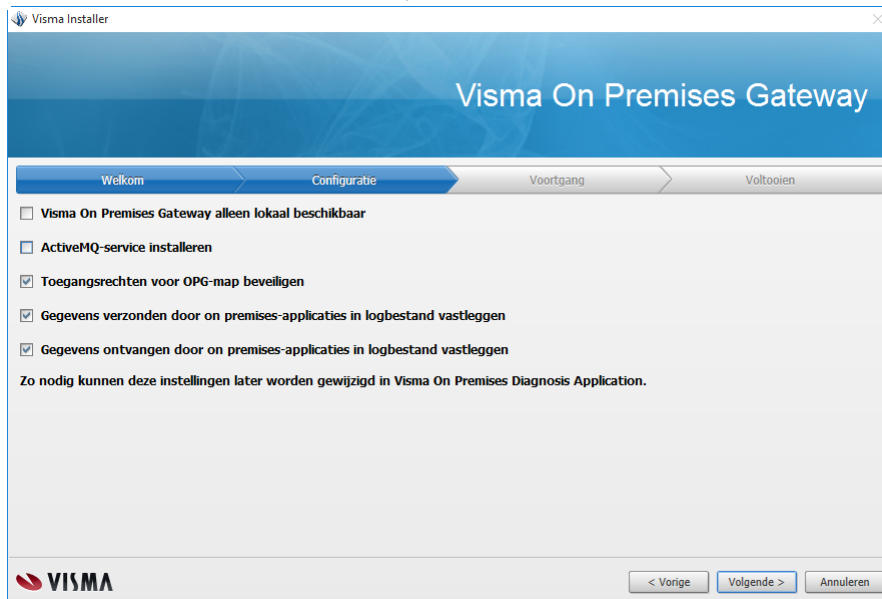 Visma Installer
Visma On Premises Gateway
Welkom
Configuratie
Voortgang
Voltooien
Visma On Premises Gateway alleen lokaal beschikbaar
ActiveMQ-service installeren
Toegangsrechten voor OPG-map beveiligen
Gegevens verzonden door on premises-applicaties in logbestand vastleggen
Gegevens ontvangen door on premises-applicaties in logbestand vastleggen
Zo nodig kunnen deze instellingen later worden gewijzigd in Visma On Premises Diagnosis Application.
VISMA
< Vorige
Volgende >
Annuleren